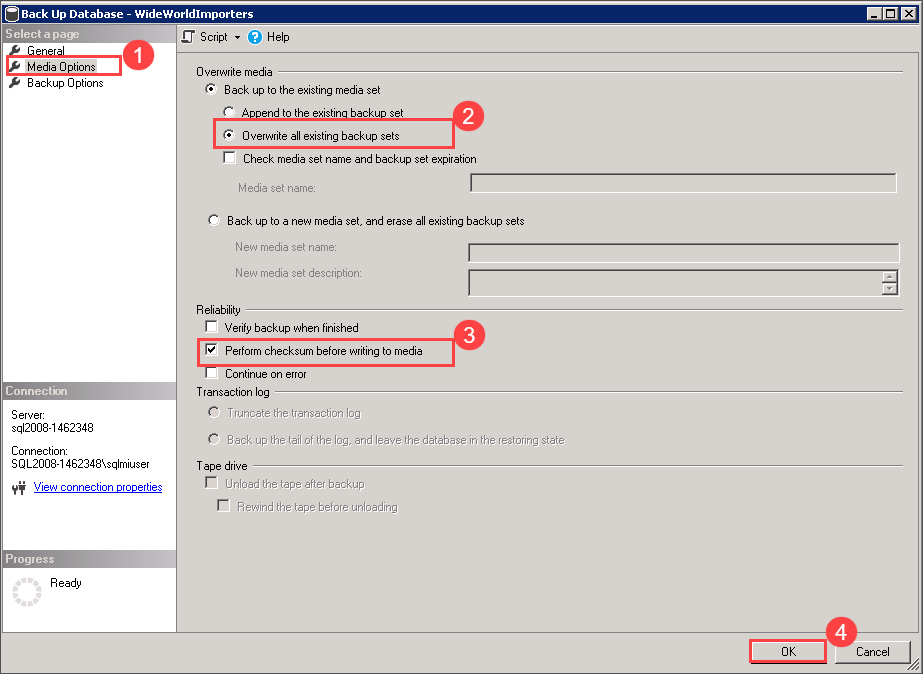 Back Up Database - WideWorldImporters
Select a page
General
Media Options
Backup Options
1
Script
Help
Overwrite media
Back up to the existing media set
Append to the existing backup set
2
Overwrite all existing backup sets
Check media set name and backup set expiration
Media set name:
Back up to a new media set, and erase all existing backup sets
New media set name:
New media set description:
Reliability
Verify backup when finished
3
Perform checksum before writing to media
Continue on error
Transaction log
Truncate the transaction log
Back up the tail of the log, and leave the database in the restoring state
Tape drive
Unload the tape after backup
Rewind the tape before unloading
Connection
Server:
sql2008-1462348
Connection:
SQL2008-1462348\sqlmiuser
View connection properties
Progress
Ready
4
OK
Cancel